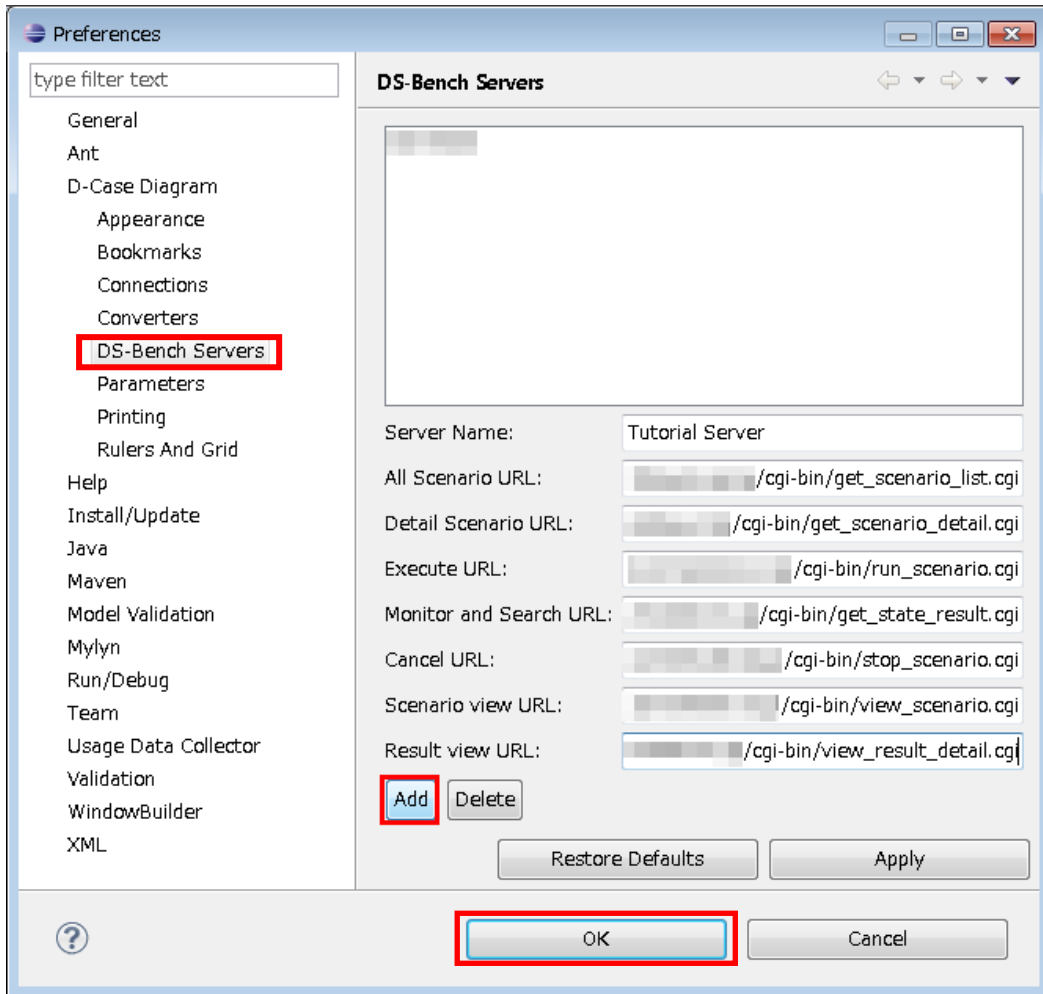 Preferences
type filter text
General
Ant
D-Case Diagram
Appearance
Bookmarks
Connections
Converters
DS-Bench Servers
Parameters
Printing
Rulers And Grid
Help
Install/Update
Java
Maven
Model Validation
Mylyn
Run/Debug
Team
Usage Data Collector
Validation
WindowBuilder
XML
DS-Bench Servers
Server Name: Tutorial Server
All Scenario URL: /cgi-bin/get_scenario_list.cgi
Detail Scenario URL: /cgi-bin/get_scenario_detail.cgi
Execute URL: /cgi-bin/run_scenario.cgi
Monitor and Search URL: /cgi-bin/get_state_result.cgi
Cancel URL: /cgi-bin/stop_scenario.cgi
Scenario view URL: /cgi-bin/view_scenario.cgi
Result view URL: /cgi-bin/view_result_detail.cgi
Add Delete
Restore Defaults Apply
? OK Cancel